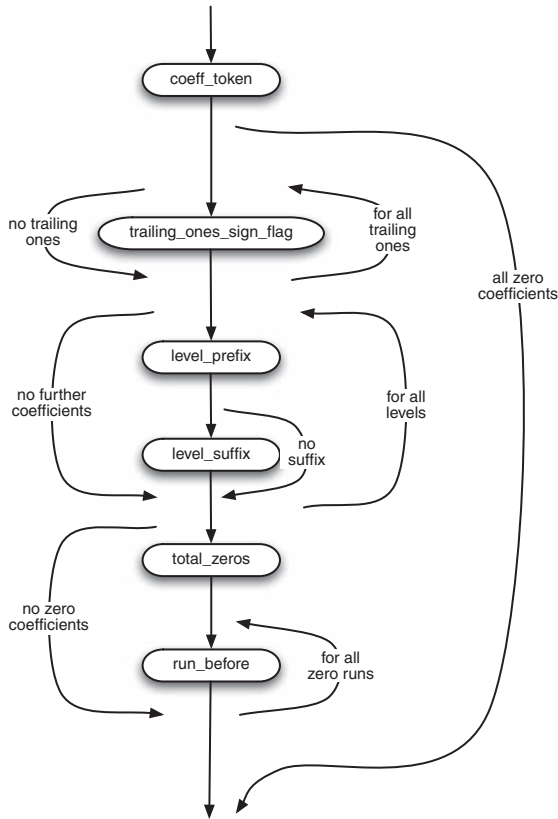 coeff_token
no trailing
ones
trailing_ones_sign_flag
for all
trailing
ones
all zero
coefficients
level_prefix
no further
coefficients
for all
levels
level_suffix
no
suffix
total_zeros
no zero
coefficients
run_before
for all
zero runs